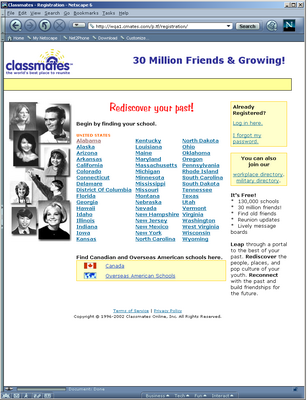 Classmates - Registration - Netscape 6
File Edit View Search Go Bookmarks Tasks Help
Search
Home My Netscape Net2Phone Download Customize...
classmates
the world's best place to reunite
30 Million Friends & Growing!
Rediscover your past!
Begin by finding your school.
UNITED STATES
Alabama
Alaska
Arizona
Arkansas
California
Colorado
Connecticut
Delaware
District Of Columbia
Florida
Georgia
Hawaii
Idaho
Illinois
Indiana
Iowa
Kansas
Kentucky
Louisiana
Maine
Maryland
Massachusetts
Michigan
Minnesota
Mississippi
Missouri
Montana
Nebraska
Nevada
New Hampshire
New Jersey
New Mexico
New York
North Carolina
North Dakota
Ohio
Oklahoma
Oregon
Pennsylvania
Rhode Island
South Carolina
South Dakota
Tennessee
Texas
Utah
Vermont
Virginia
Washington
West Virginia
Wisconsin
Wyoming
Find Canadian and Overseas American schools here.
Canada
Overseas American Schools
Already
Registered?
Log in here.
I forgot my
password.
You can also
join our
workplace directory,
military directory.
It's Free!
* 130,000 schools
* 30 million friends!
* Find old friends
* Reunion updates
* Lively message
boards
Leap through a portal
to the best of your
past. Rediscover the
people, places, and
pop culture of your
youth. Reconnect
with the past and
build friendships for
the future.
Terms of Service | Privacy Policy
Copyright © 1996-2002 Classmates Online, Inc. All Rights Reserved.
Document: Done
Business Tech Fun Interact